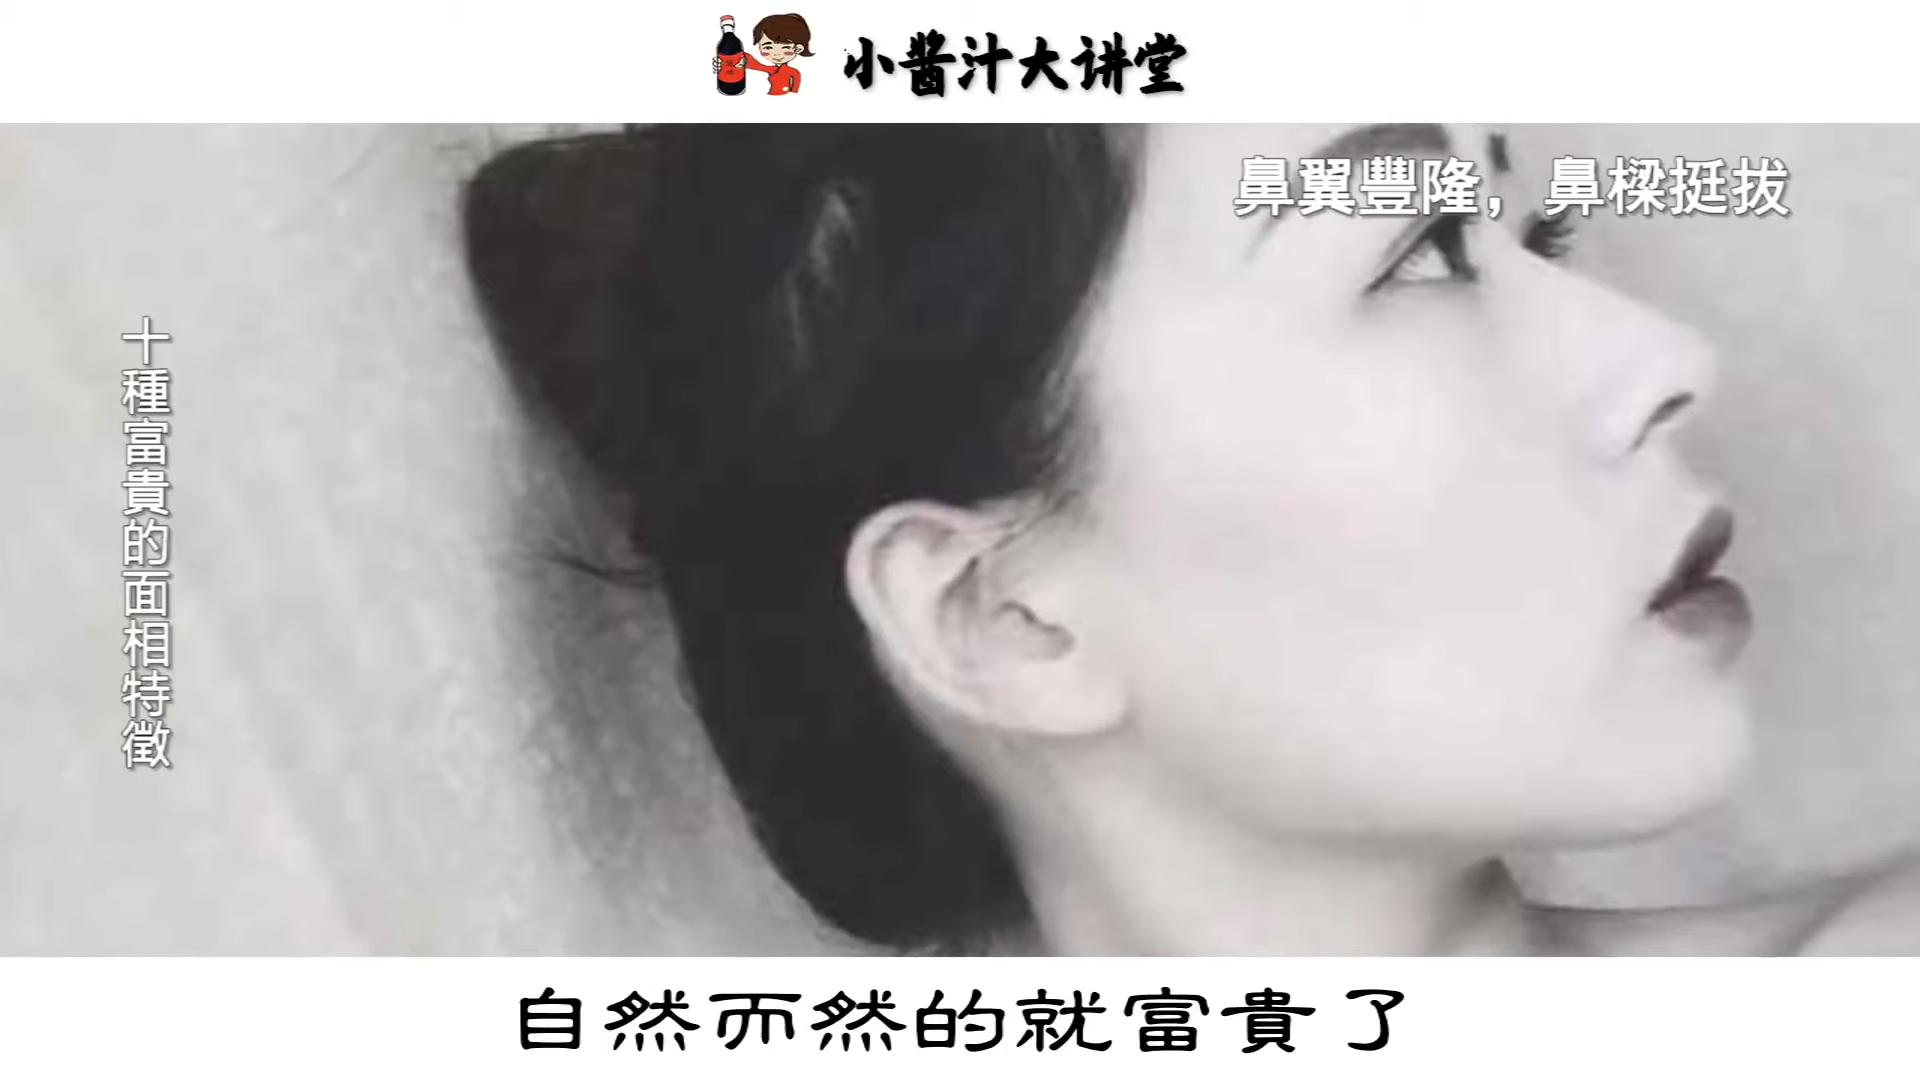 小酱汁大讲堂
鼻翼豐隆，鼻樑挺拔
十種富貴的面相特徵
自然而然的就富貴了